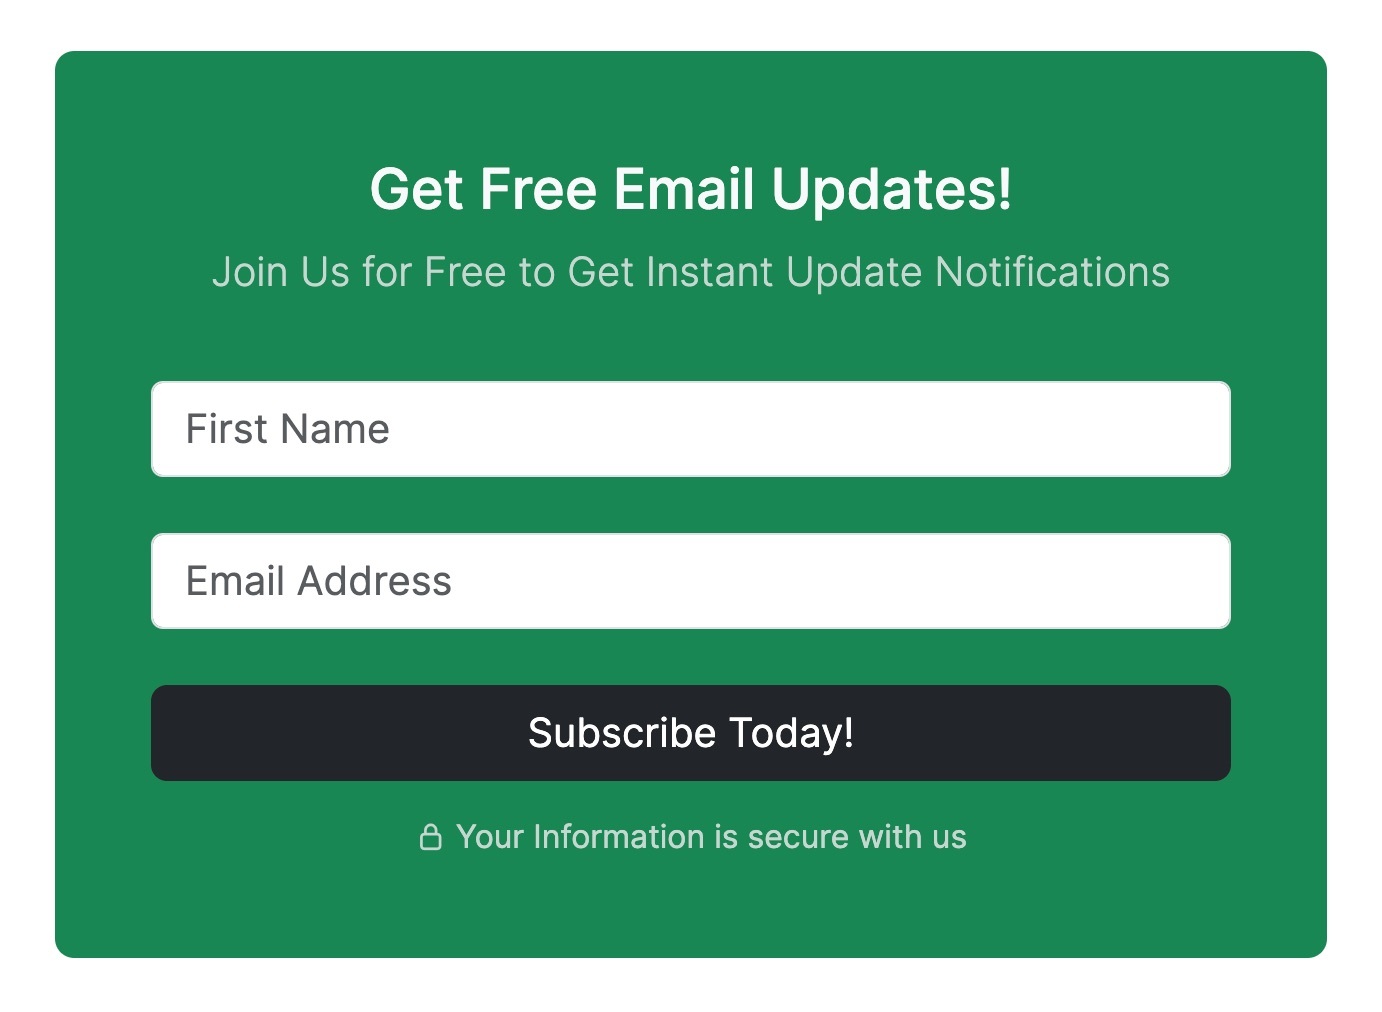 Get Free Email Updates!
Join Us for Free to Get Instant Update Notifications
First Name
Email Address
Subscribe Today!
Your Information is secure with us